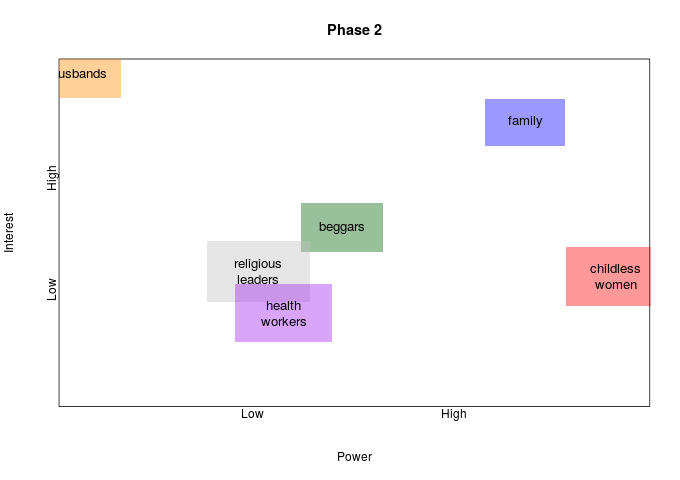 Phase 2
usbands
family
High
Interest
beggars
religious
leaders
childless
women
Low
health
workers
Low
High
Power